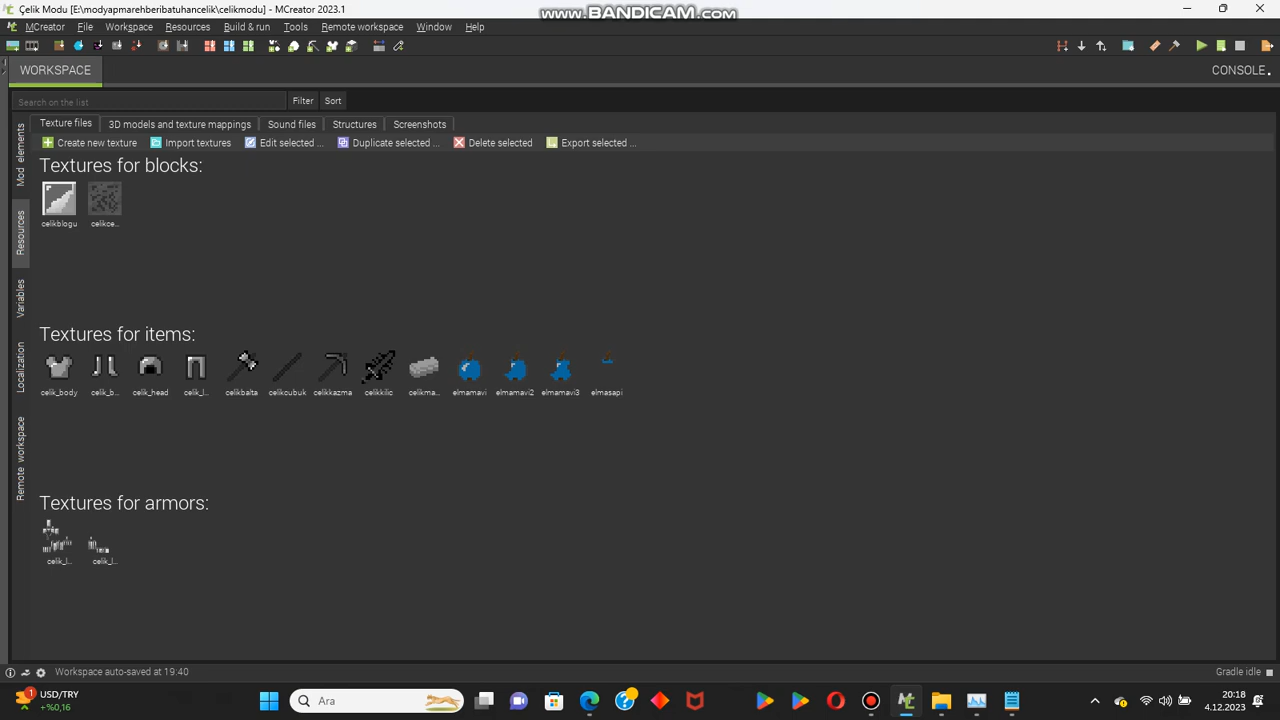 Çelik Modu [E:\modyapmarehberibatuhancelik\celikmodu] - MCreator 2023.1
www.BANDICAM.com
MCreator File Workspace Resources Build & run Tools Remote workspace Window Help
WORKSPACE
CONSOLE
Search on the list
Filter Sort
Texture files 3D models and texture mappings Sound files Structures Screenshots
Create new texture Import textures Edit selected ... Duplicate selected ... Delete selected Export selected ...
Mod elements
Resources
Variables
Localization
Remote workspace
Textures for blocks:
celikblogu celikce...
Textures for items:
celik_body celik_b... celik_head celik_l... celikbalta celikcubuk celikkazma celikkilic celikma... elmamavi elmamavi2 elmamavi3 elmasapi
Textures for armors:
celik_l... celik_l...
Workspace auto-saved at 19:40
Gradle idle
1
USD/TRY
+%0,16
Ara
20:18
4.12.2023